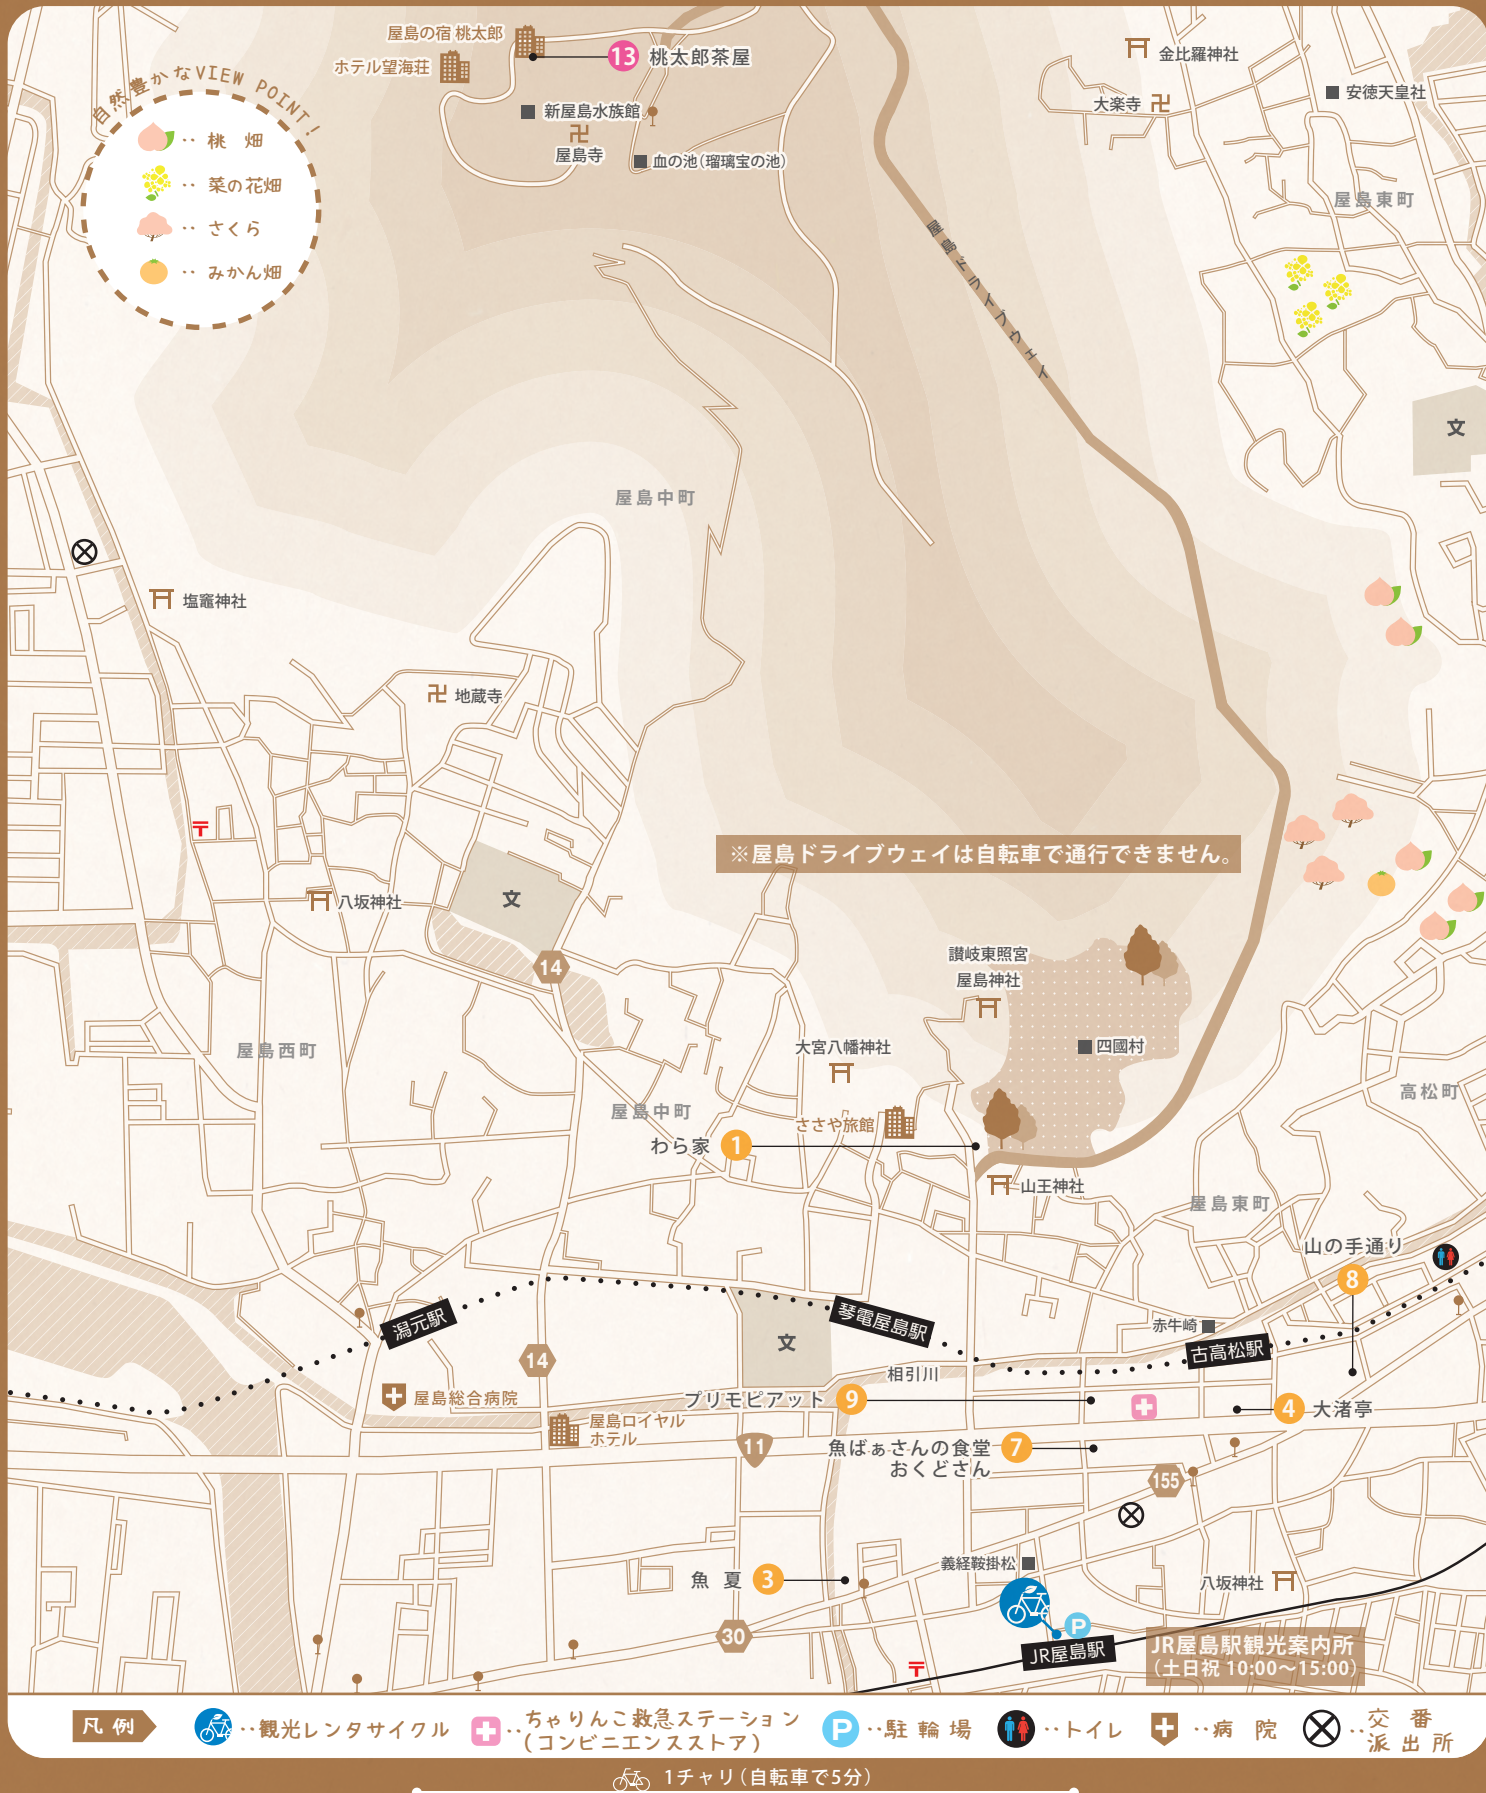 屋島の宿 桃太郎
ホテル望海荘
13 桃太郎茶屋
新屋島水族館
屋島寺
血の池(瑠璃宝の池)
金比羅神社
大楽寺
安徳天皇社
屋島東町
自然豊かなVIEW POINT!
‥ 桃 畑
‥ 菜の花畑
‥ さくら
‥ みかん畑
屋島ドライブウェイ
文
屋島中町
塩竈神社
地蔵寺
〒
※屋島ドライブウェイは自転車で通行できません。
八坂神社
文
14
讃岐東照宮
屋島神社
四國村
屋島西町
大宮八幡神社
高松町
屋島中町
ささや旅館
わら家 1
山王神社
屋島東町
山の手通り
8
潟元駅
琴電屋島駅
赤牛崎
古高松駅
文
14
相引川
屋島総合病院
プリモピアット 9
4 大渚亭
屋島ロイヤル
ホテル
11
魚ばぁさんの食堂 7
おくどさん
155
義経鞍掛松
魚 夏 3
八坂神社
30
P
JR屋島駅
JR屋島駅観光案内所
(土日祝 10:00〜15:00)
〒
凡 例
‥観光レンタサイクル
‥ちゃりんこ救急ステーション
(コンビニエンスストア)
P ‥駐 輪 場
‥トイレ
‥病 院
‥交 番
派 出 所
1チャリ(自転車で5分)